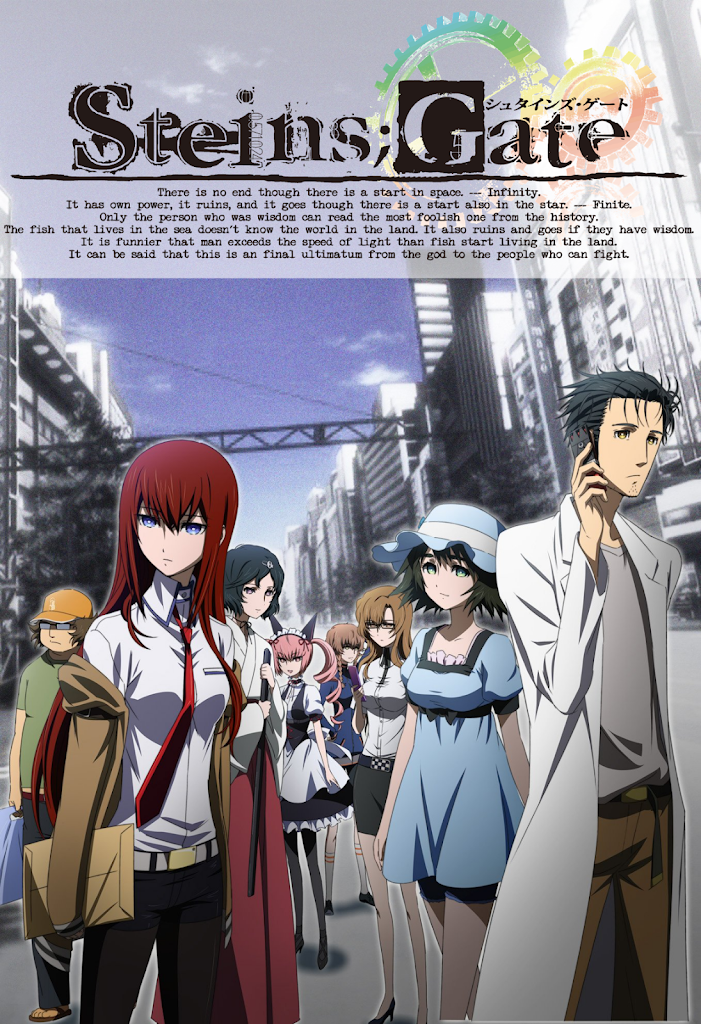 Steins;Gate
シュタインズ・ゲート
There is no end though there is a start in space. — Infinity.
It has own power, it ruins, and it goes though there is a start also in the star. — Finite.
Only the person who was wisdom can read the most foolish one from the history.
The fish that lives in the sea doesn't know the world in the land. It also ruins and goes if they have wisdom.
It is funnier that man exceeds the speed of light than fish start living in the land.
It can be said that this is an final ultimatum from the god to the people who can fight.